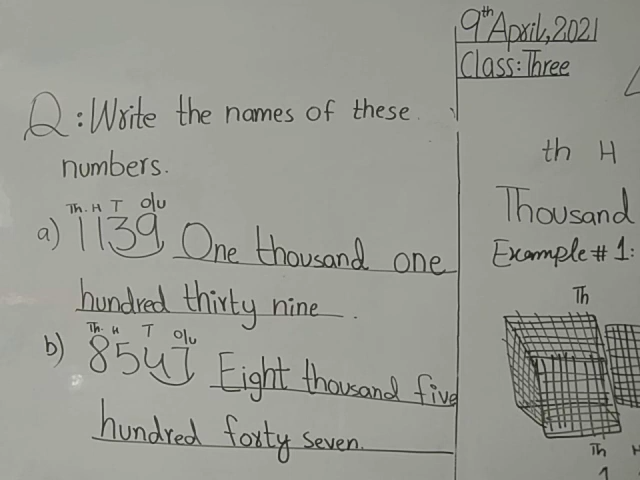 9th April, 2021
Class: Three
Q: Write the names of these
numbers.
Th. H T O/U
a) 1139 One thousand one
hundred thirty nine.
Th. H T O/U
b) 8547 Eight thousand five
hundred forty seven.
th H
Thousand
Example # 1:
Th
Th H
1